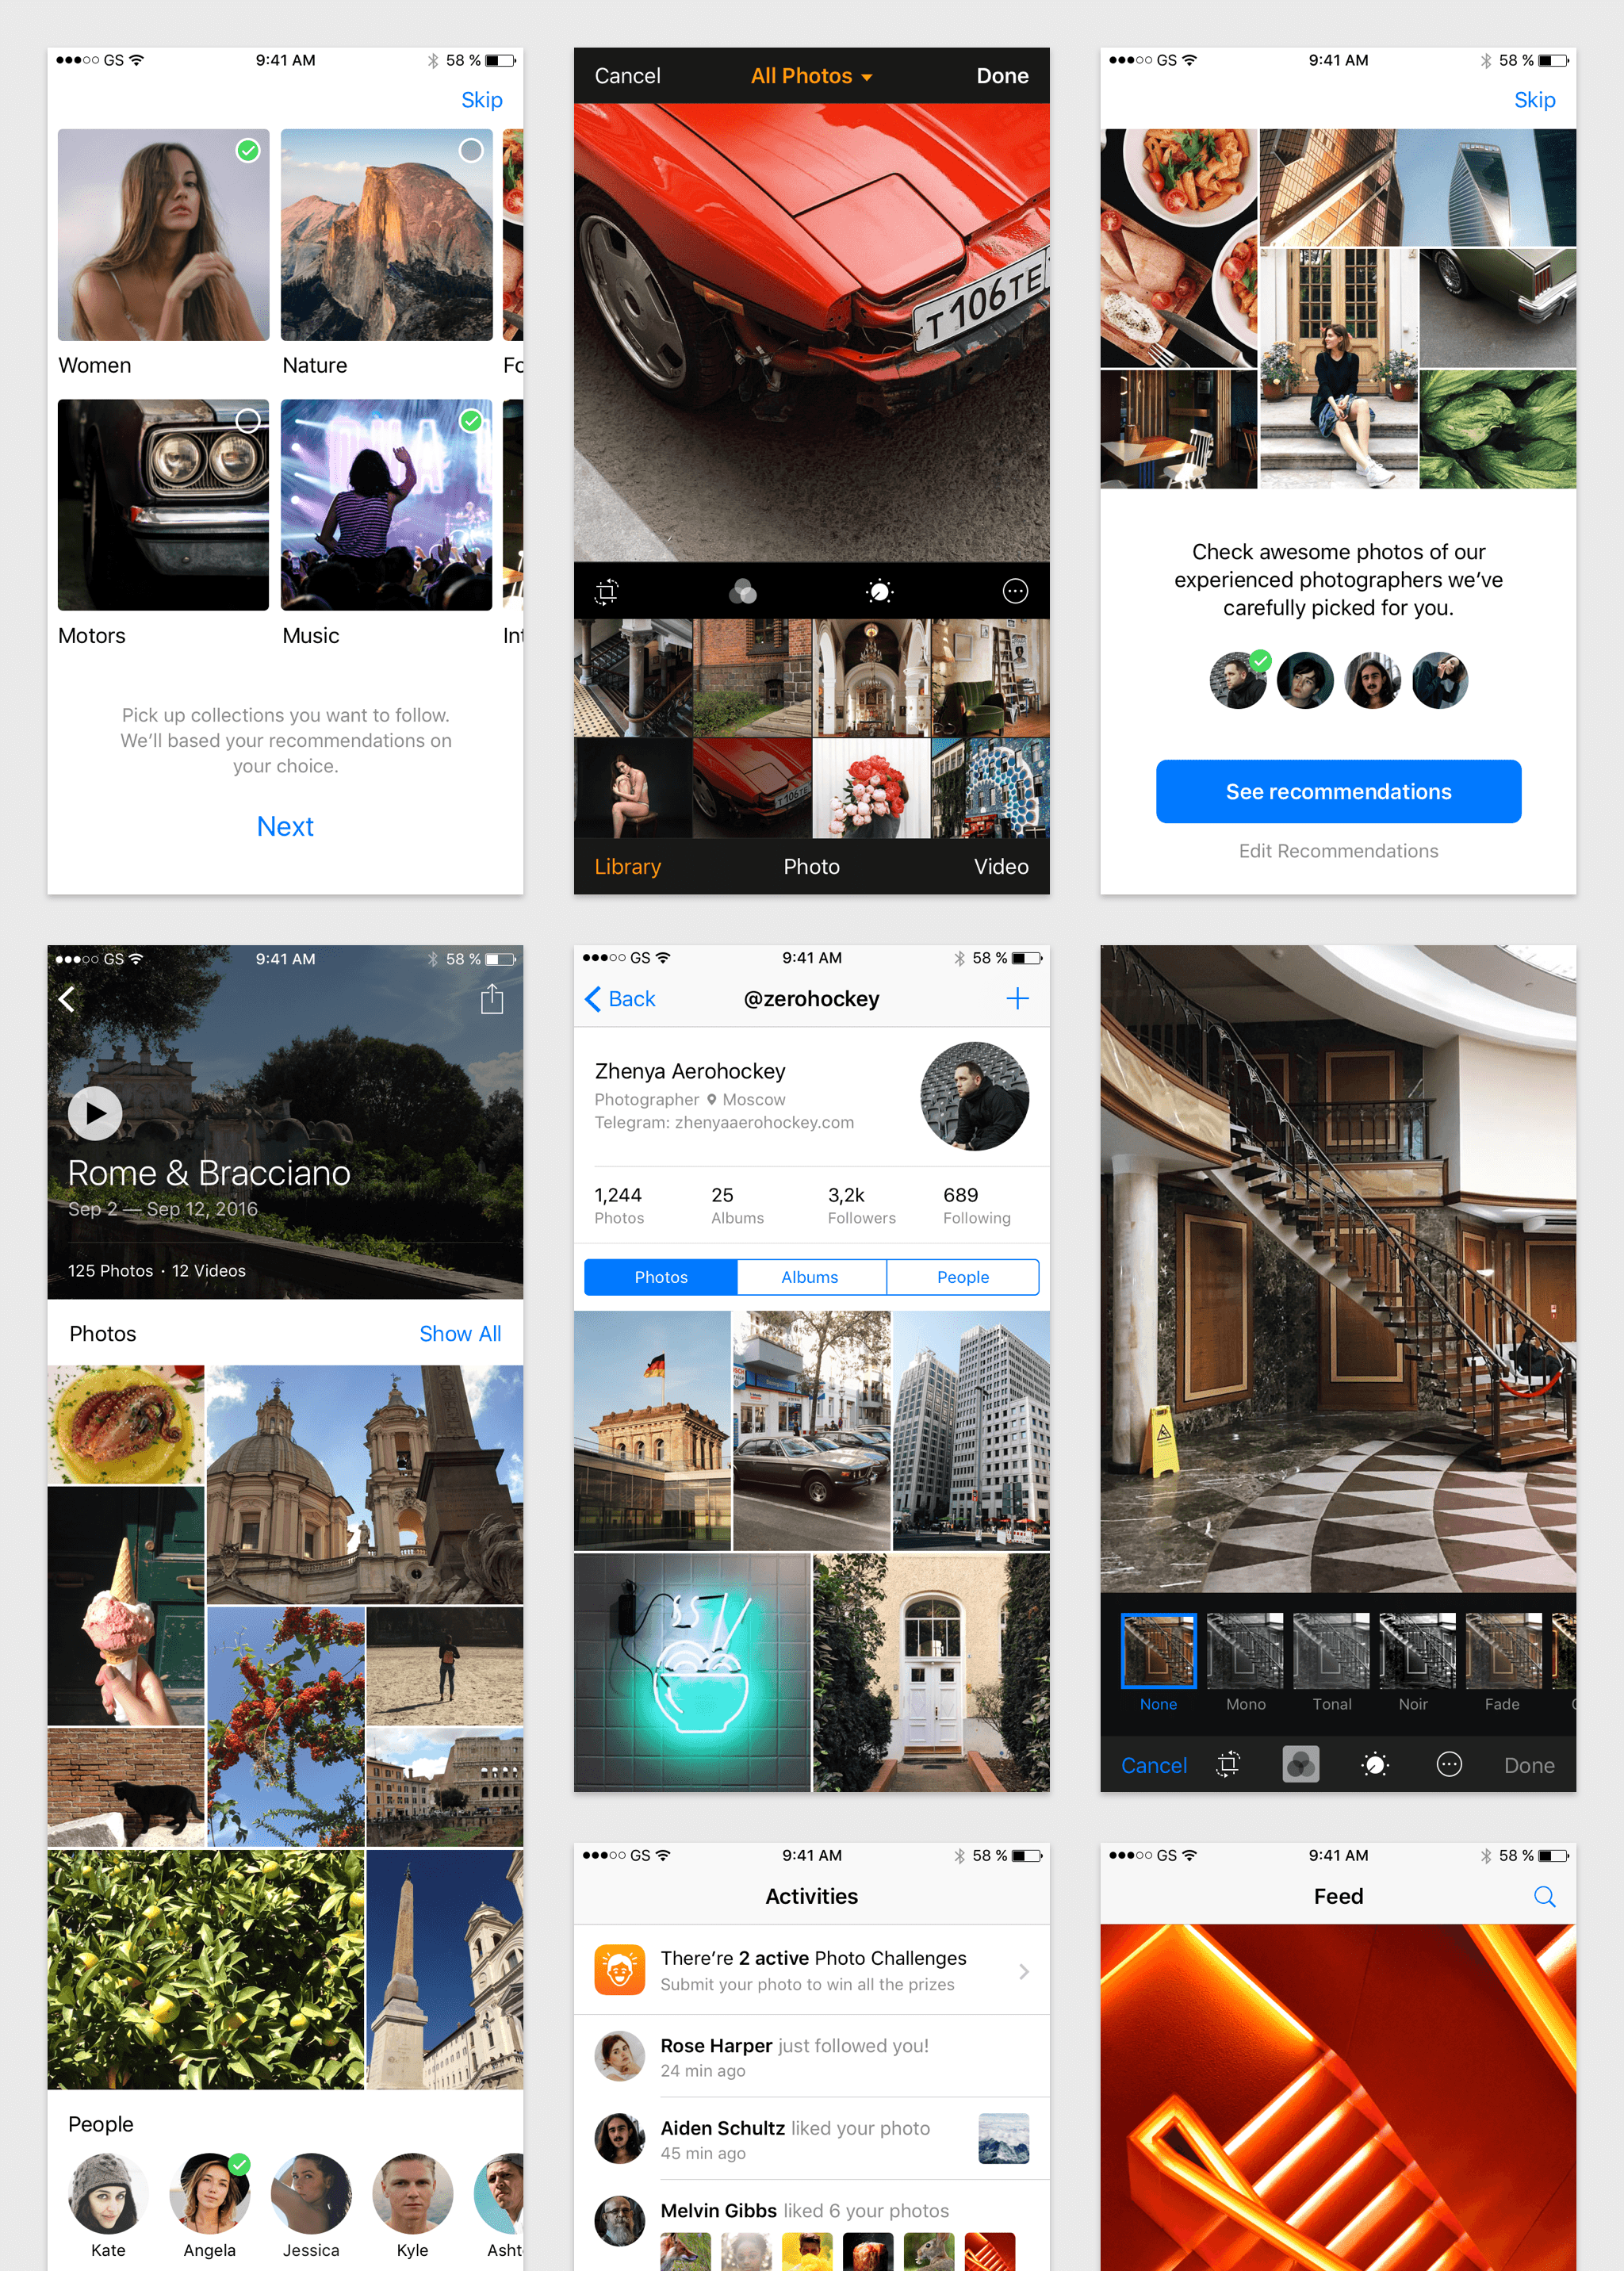 GS 9:41 AM 58 %
Skip
Women Nature Fo
Motors Music Int
Pick up collections you want to follow.
We’ll based your recommendations on
your choice.
Next
Cancel All Photos Done
T106TE
T106TE
Library Photo Video
GS 9:41 AM 58 %
Skip
Check awesome photos of our
experienced photographers we’ve
carefully picked for you.
See recommendations
Edit Recommendations
GS 9:41 AM 58 %
Rome & Bracciano
Sep 2 — Sep 12, 2016
125 Photos · 12 Videos
Photos Show All
People
Kate Angela Jessica Kyle Asht
GS 9:41 AM 58 %
Back @zerohockey
Zhenya Aerohockey
Photographer Moscow
Telegram: zhenyaaerohockey.com
1,244 25 3,2k 689
Photos Albums Followers Following
Photos Albums People
None Mono Tonal Noir Fade
Cancel Done
GS 9:41 AM 58 %
Activities
There’re 2 active Photo Challenges
Submit your photo to win all the prizes
Rose Harper just followed you!
24 min ago
Aiden Schultz liked your photo
45 min ago
Melvin Gibbs liked 6 your photos
GS 9:41 AM 58 %
Feed